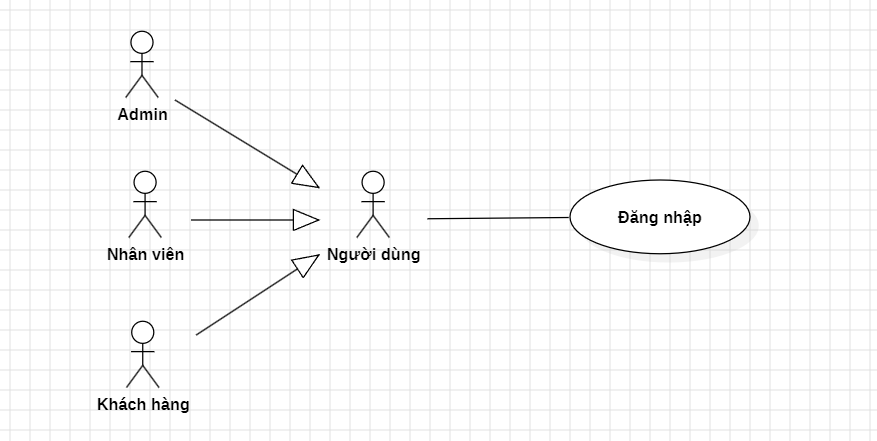 Admin
Nhân viên
Người dùng
Đăng nhập
Khách hàng